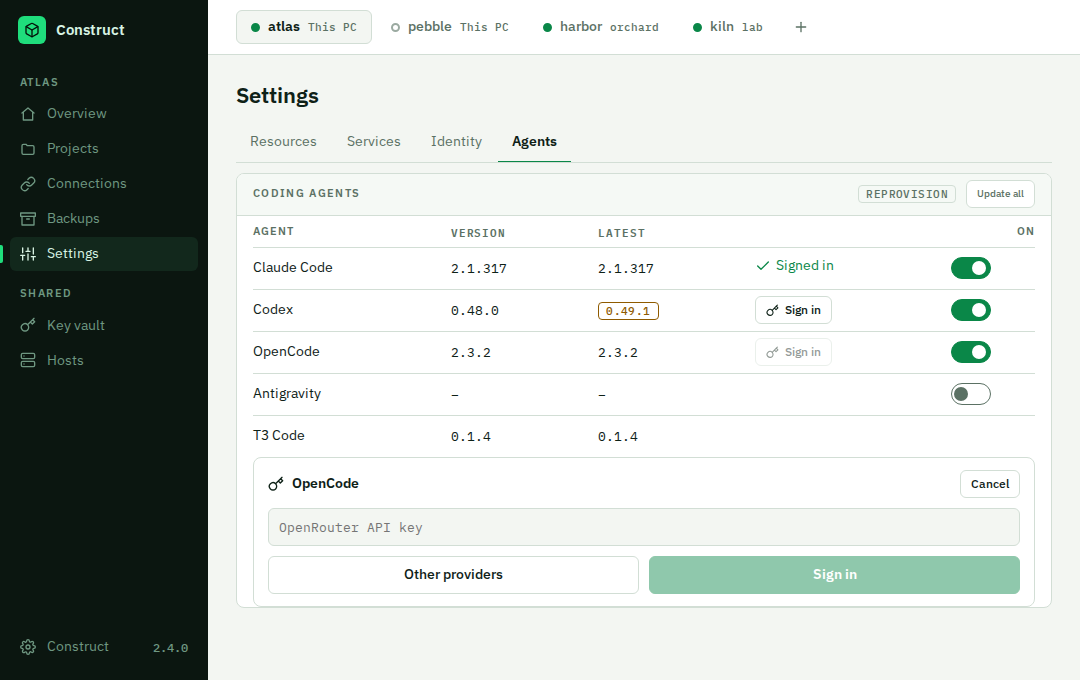 Construct
atlas This PC
pebble This PC
harbor orchard
kiln lab
ATLAS
Overview
Projects
Connections
Backups
Settings
SHARED
Key vault
Hosts
Construct 2.4.0
Settings
Resources Services Identity Agents
CODING AGENTS REPROVISION Update all
AGENT VERSION LATEST ON
Claude Code 2.1.317 2.1.317 Signed in
Codex 0.48.0 0.49.1 Sign in
OpenCode 2.3.2 2.3.2 Sign in
Antigravity – –
T3 Code 0.1.4 0.1.4
OpenCode Cancel
OpenRouter API key
Other providers Sign in